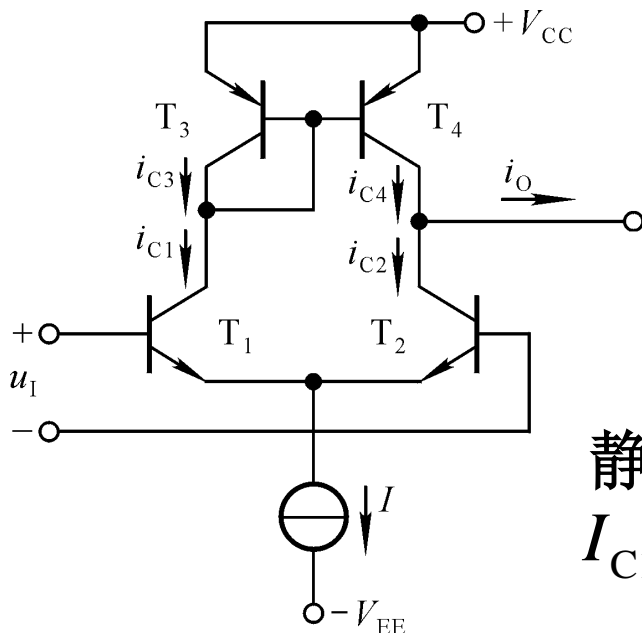 +V_CC
T_3
T_4
i_C3
i_C4
i_O
i_C1
i_C2
+
T_1
T_2
u_I
−
静
I
I_C
−V_EE